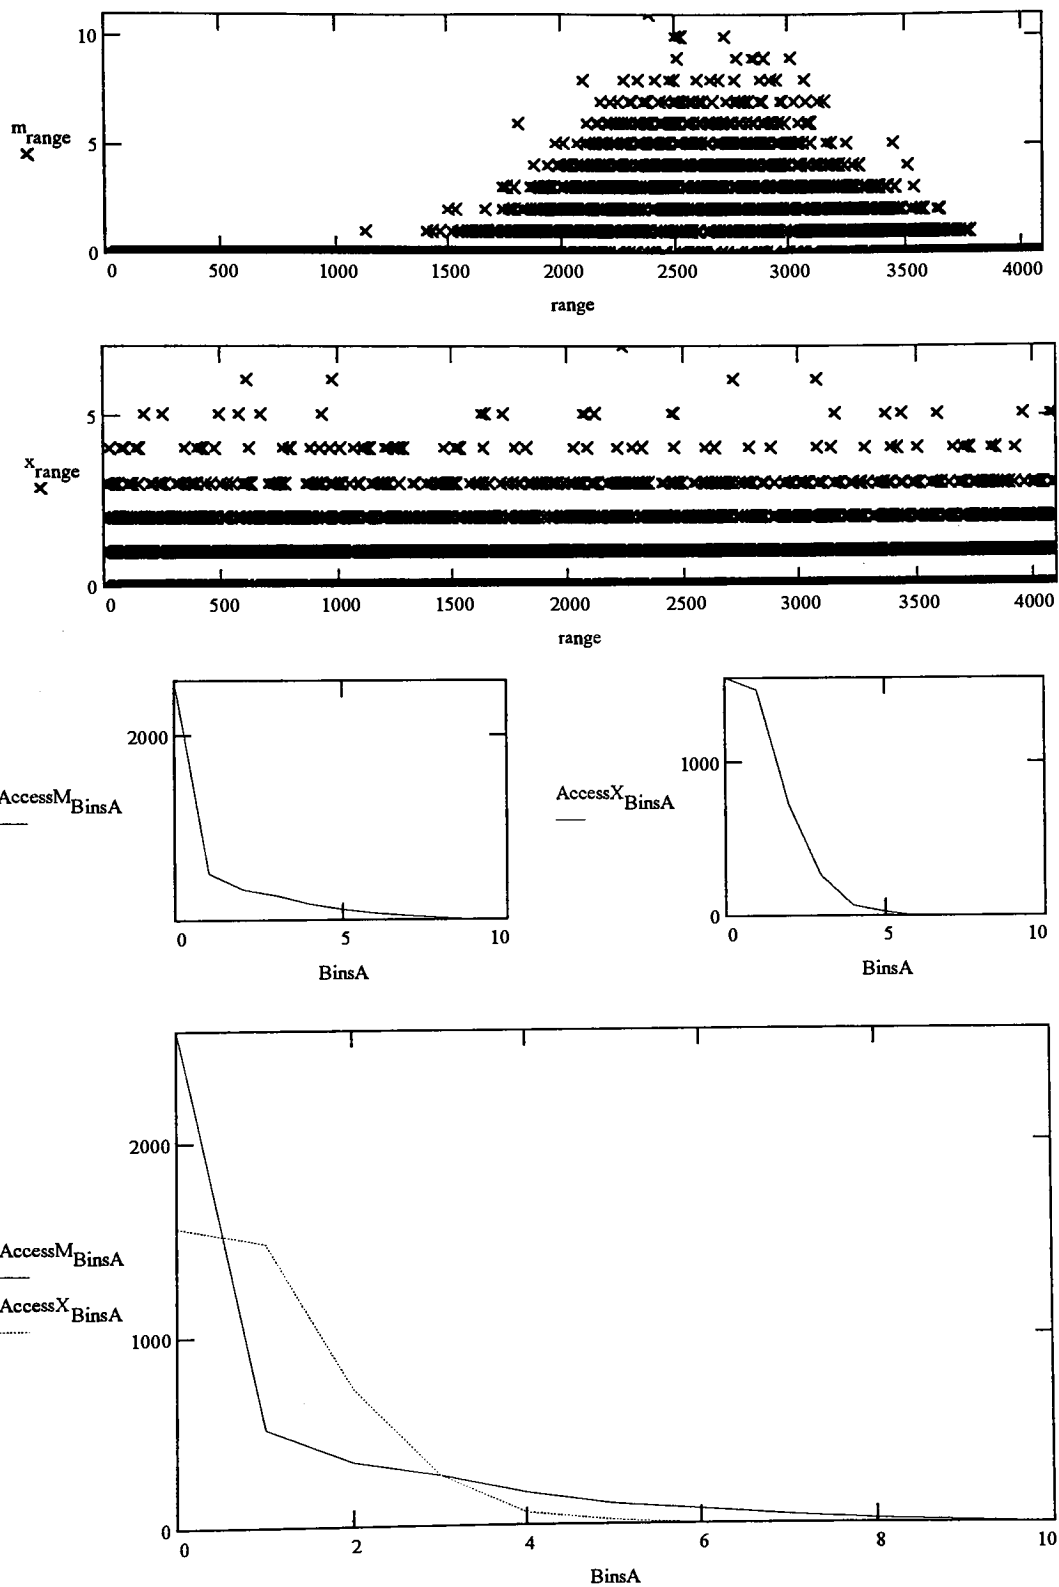 10
m range
5
0
0 500 1000 1500 2000 2500 3000 3500 4000
range
5
x range
0
0 500 1000 1500 2000 2500 3000 3500 4000
range
2000
AccessM BinsA
0 5 10
BinsA
1000
AccessX BinsA
0
0 5 10
BinsA
2000
AccessM BinsA
AccessX BinsA
1000
0
0 2 4 6 8 10
BinsA